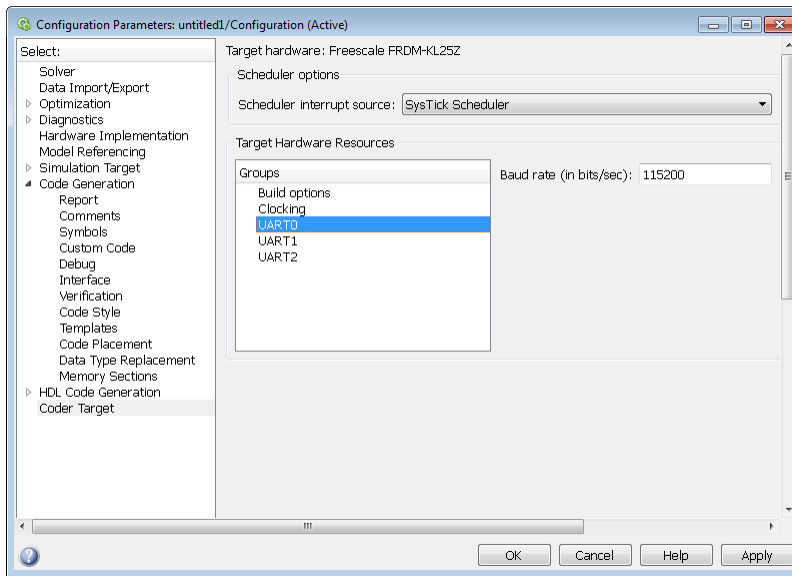 Configuration Parameters: untitled1/Configuration (Active)
Select:
Solver
Data Import/Export
Optimization
Diagnostics
Hardware Implementation
Model Referencing
Simulation Target
Code Generation
Report
Comments
Symbols
Custom Code
Debug
Interface
Verification
Code Style
Templates
Code Placement
Data Type Replacement
Memory Sections
HDL Code Generation
Coder Target
Target hardware: Freescale FRDM-KL25Z
Scheduler options
Scheduler interrupt source: SysTick Scheduler
Target Hardware Resources
Groups
Build options
Clocking
UART0
UART1
UART2
Baud rate (in bits/sec): 115200
OK Cancel Help Apply